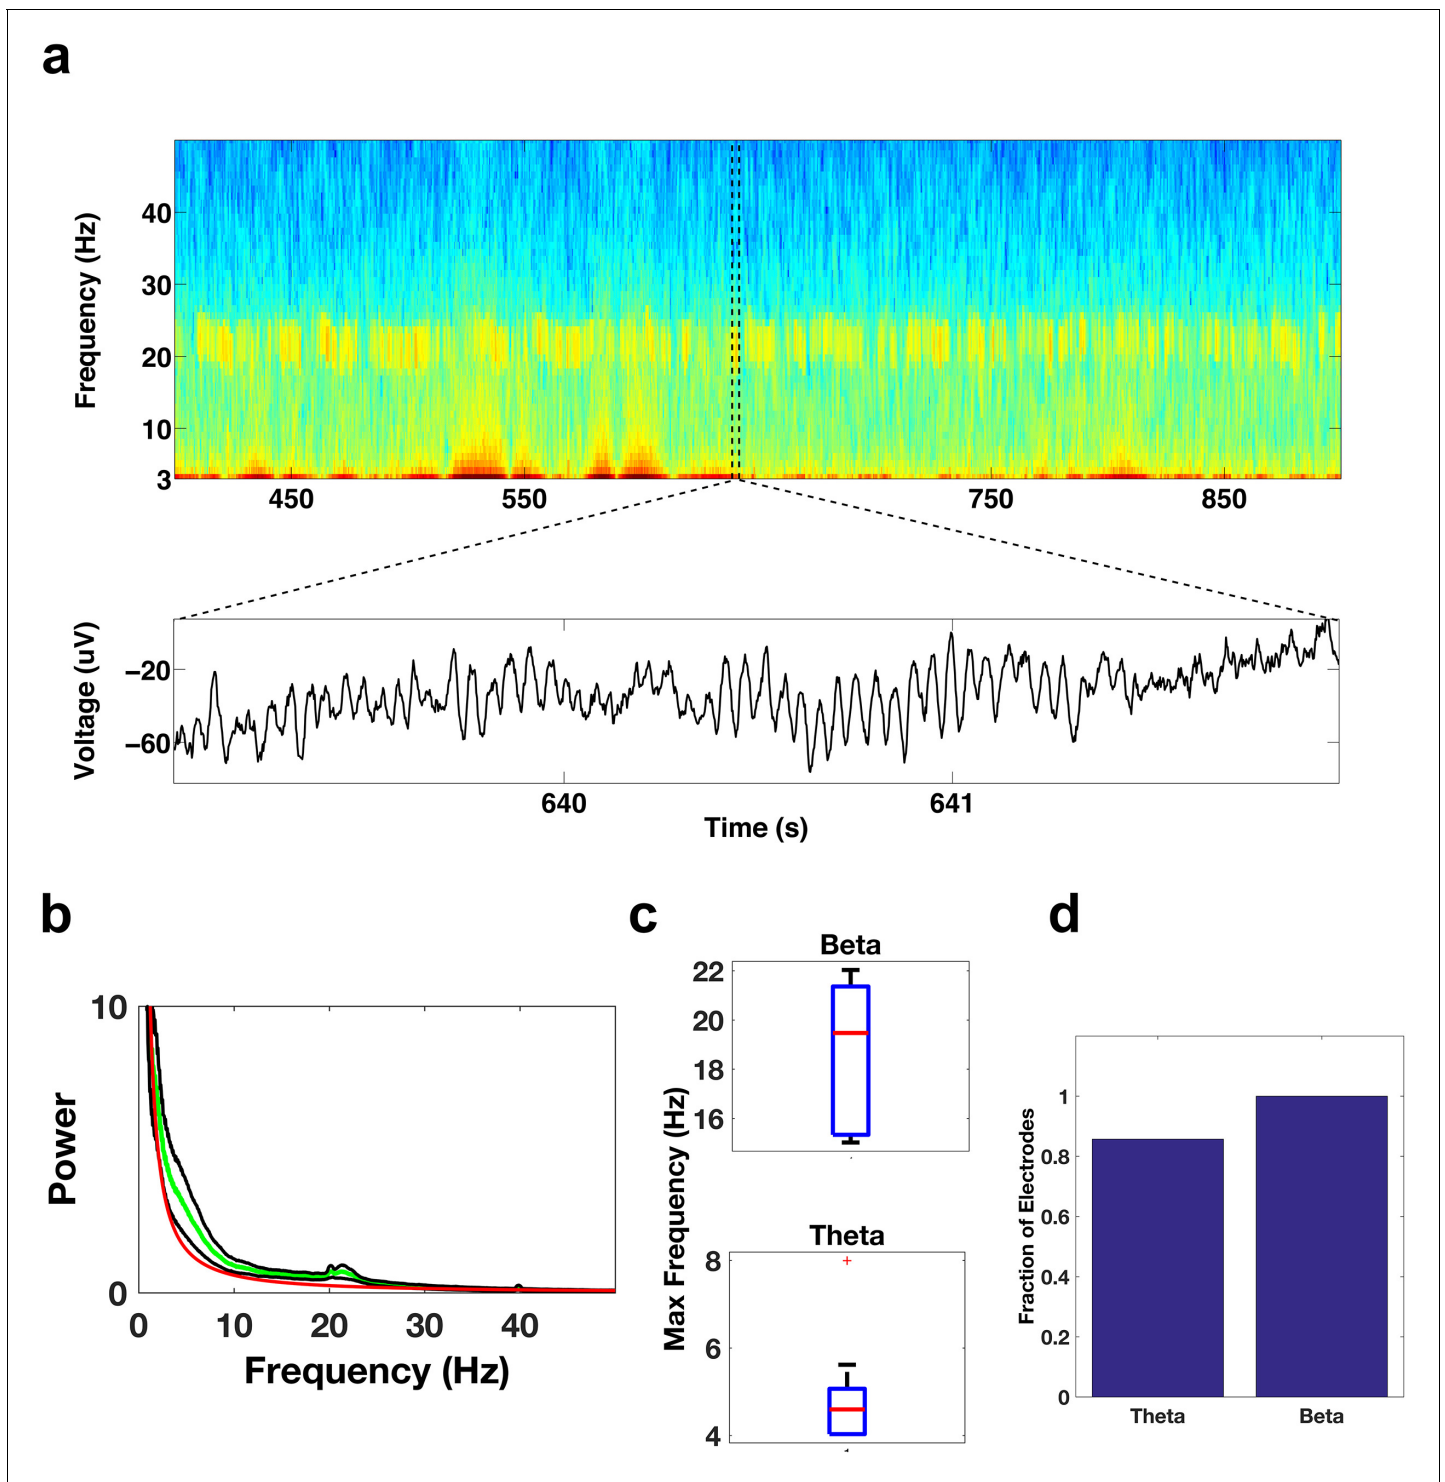 a
Frequency (Hz)
40
30
20
10
3
450 550 750 850
Voltage (uV)
−20
−60
640 641
Time (s)
b
Power
10
0
0 10 20 30 40
Frequency (Hz)
c
Max Frequency (Hz)
Beta
22
20
18
16
Theta
8
6
4
d
Fraction of Electrodes
1
0.8
0.6
0.4
0.2
0
Theta Beta